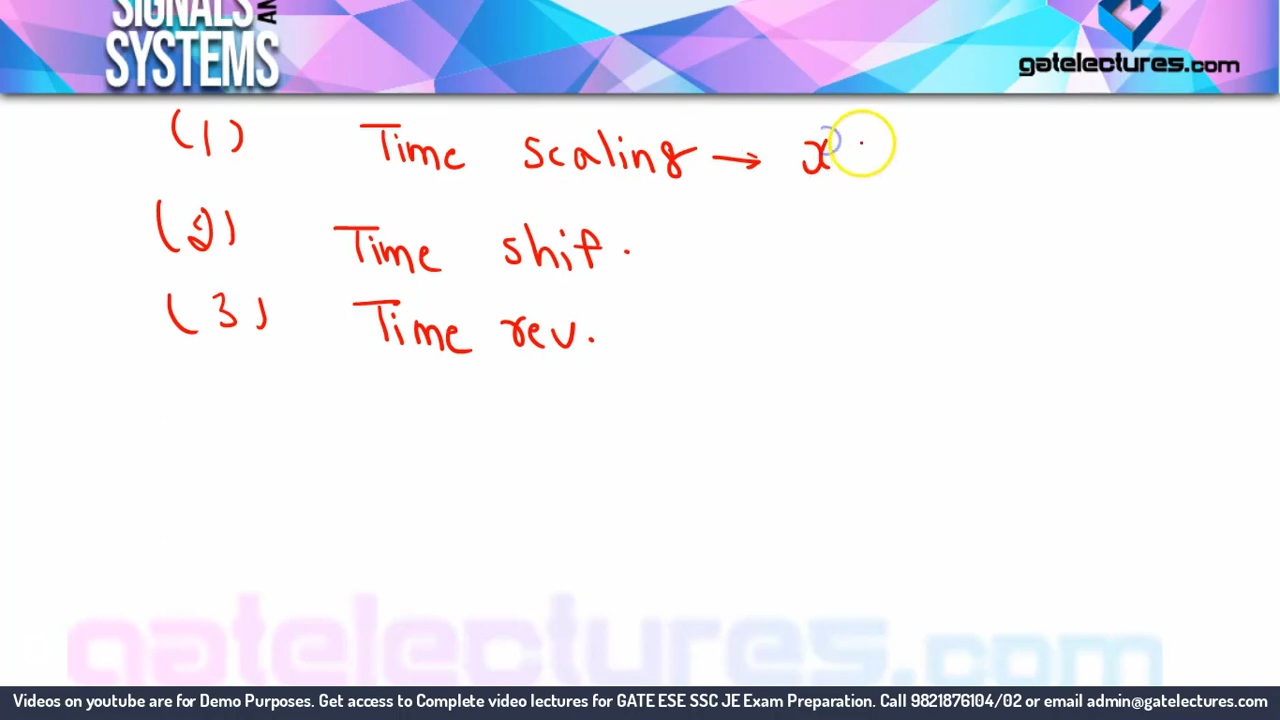 SIGNALS AND
SYSTEMS
gatelectures.com
(1) Time scaling → x
(2) Time shif.
(3) Time rev.
gatelectures.com
Videos on youtube are for Demo Purposes. Get access to Complete video lectures for GATE ESE SSC JE Exam Preparation. Call 9821876104/02 or email admin@gatelectures.com